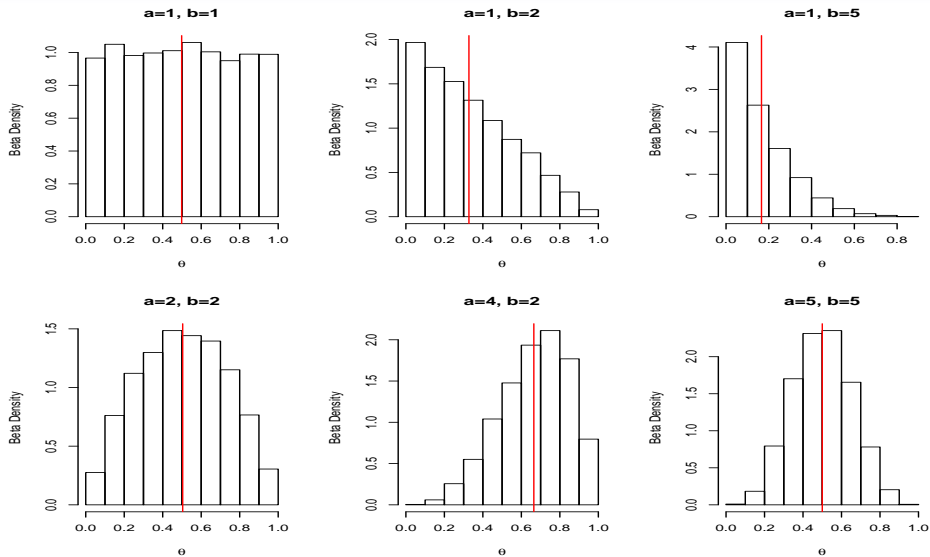 a=1, b=1
Beta Density
0.0 0.2 0.4 0.6 0.8 1.0
0.0 0.2 0.4 0.6 0.8 1.0
θ
a=1, b=2
Beta Density
0.0 0.5 1.0 1.5 2.0
0.0 0.2 0.4 0.6 0.8 1.0
θ
a=1, b=5
Beta Density
0 1 2 3 4
0.0 0.2 0.4 0.6 0.8
θ
a=2, b=2
Beta Density
0.0 0.5 1.0 1.5
0.0 0.2 0.4 0.6 0.8 1.0
θ
a=4, b=2
Beta Density
0.0 0.5 1.0 1.5 2.0
0.0 0.2 0.4 0.6 0.8 1.0
θ
a=5, b=5
Beta Density
0.0 0.5 1.0 1.5 2.0
0.0 0.2 0.4 0.6 0.8 1.0
θ